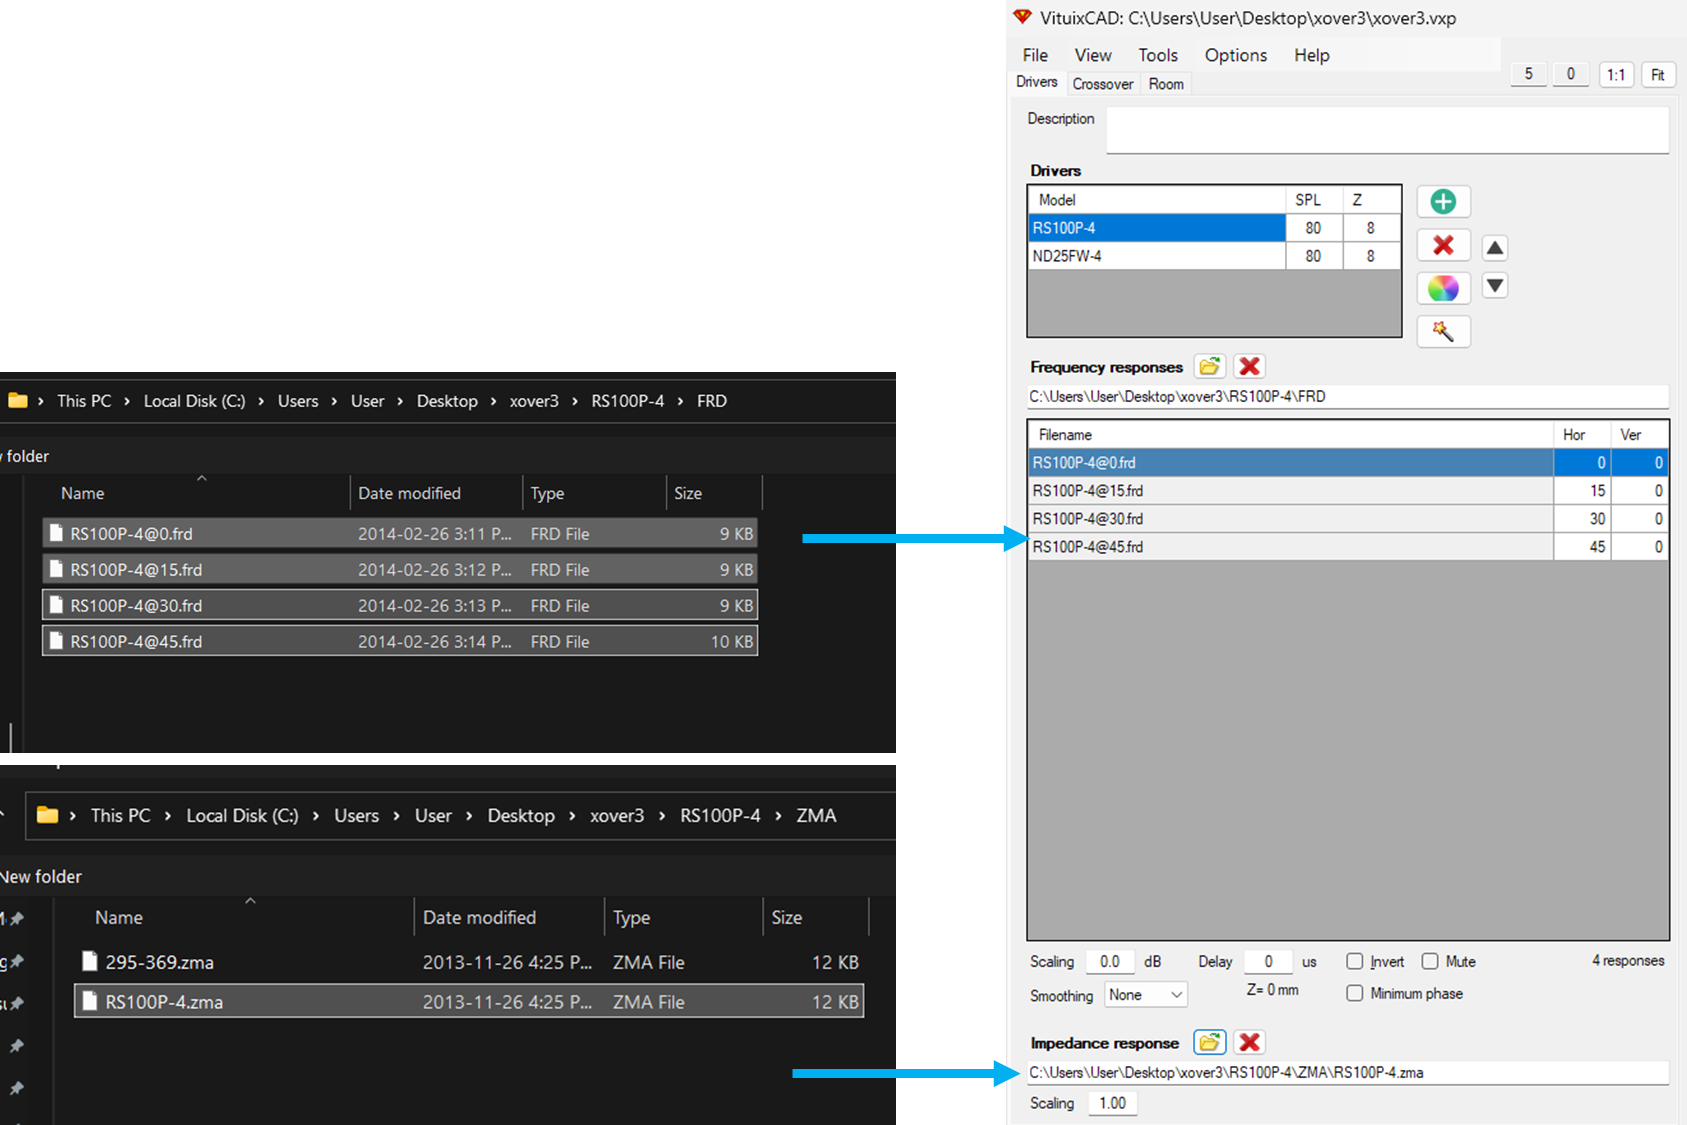 This PC > Local Disk (C:) > Users > User > Desktop > xover3 > RS100P-4 > FRD
folder
Name Date modified Type Size
RS100P-4@0.frd 2014-02-26 3:11 P... FRD File 9 KB
RS100P-4@15.frd 2014-02-26 3:12 P... FRD File 9 KB
RS100P-4@30.frd 2014-02-26 3:13 P... FRD File 9 KB
RS100P-4@45.frd 2014-02-26 3:14 P... FRD File 10 KB
This PC > Local Disk (C:) > Users > User > Desktop > xover3 > RS100P-4 > ZMA
New folder
Name Date modified Type Size
295-369.zma 2013-11-26 4:25 P... ZMA File 12 KB
RS100P-4.zma 2013-11-26 4:25 P... ZMA File 12 KB
VituixCAD: C:\Users\User\Desktop\xover3\xover3.vxp
File View Tools Options Help
5 0 1:1 Fit
Drivers Crossover Room
Description
Drivers
Model SPL Z
RS100P-4 80 8
ND25FW-4 80 8
Frequency responses
C:\Users\User\Desktop\xover3\RS100P-4\FRD
Filename Hor Ver
RS100P-4@0.frd 0 0
RS100P-4@15.frd 15 0
RS100P-4@30.frd 30 0
RS100P-4@45.frd 45 0
Scaling 0.0 dB Delay 0 us Invert Mute 4 responses
Smoothing None Z= 0 mm Minimum phase
Impedance response
C:\Users\User\Desktop\xover3\RS100P-4\ZMA\RS100P-4.zma
Scaling 1.00